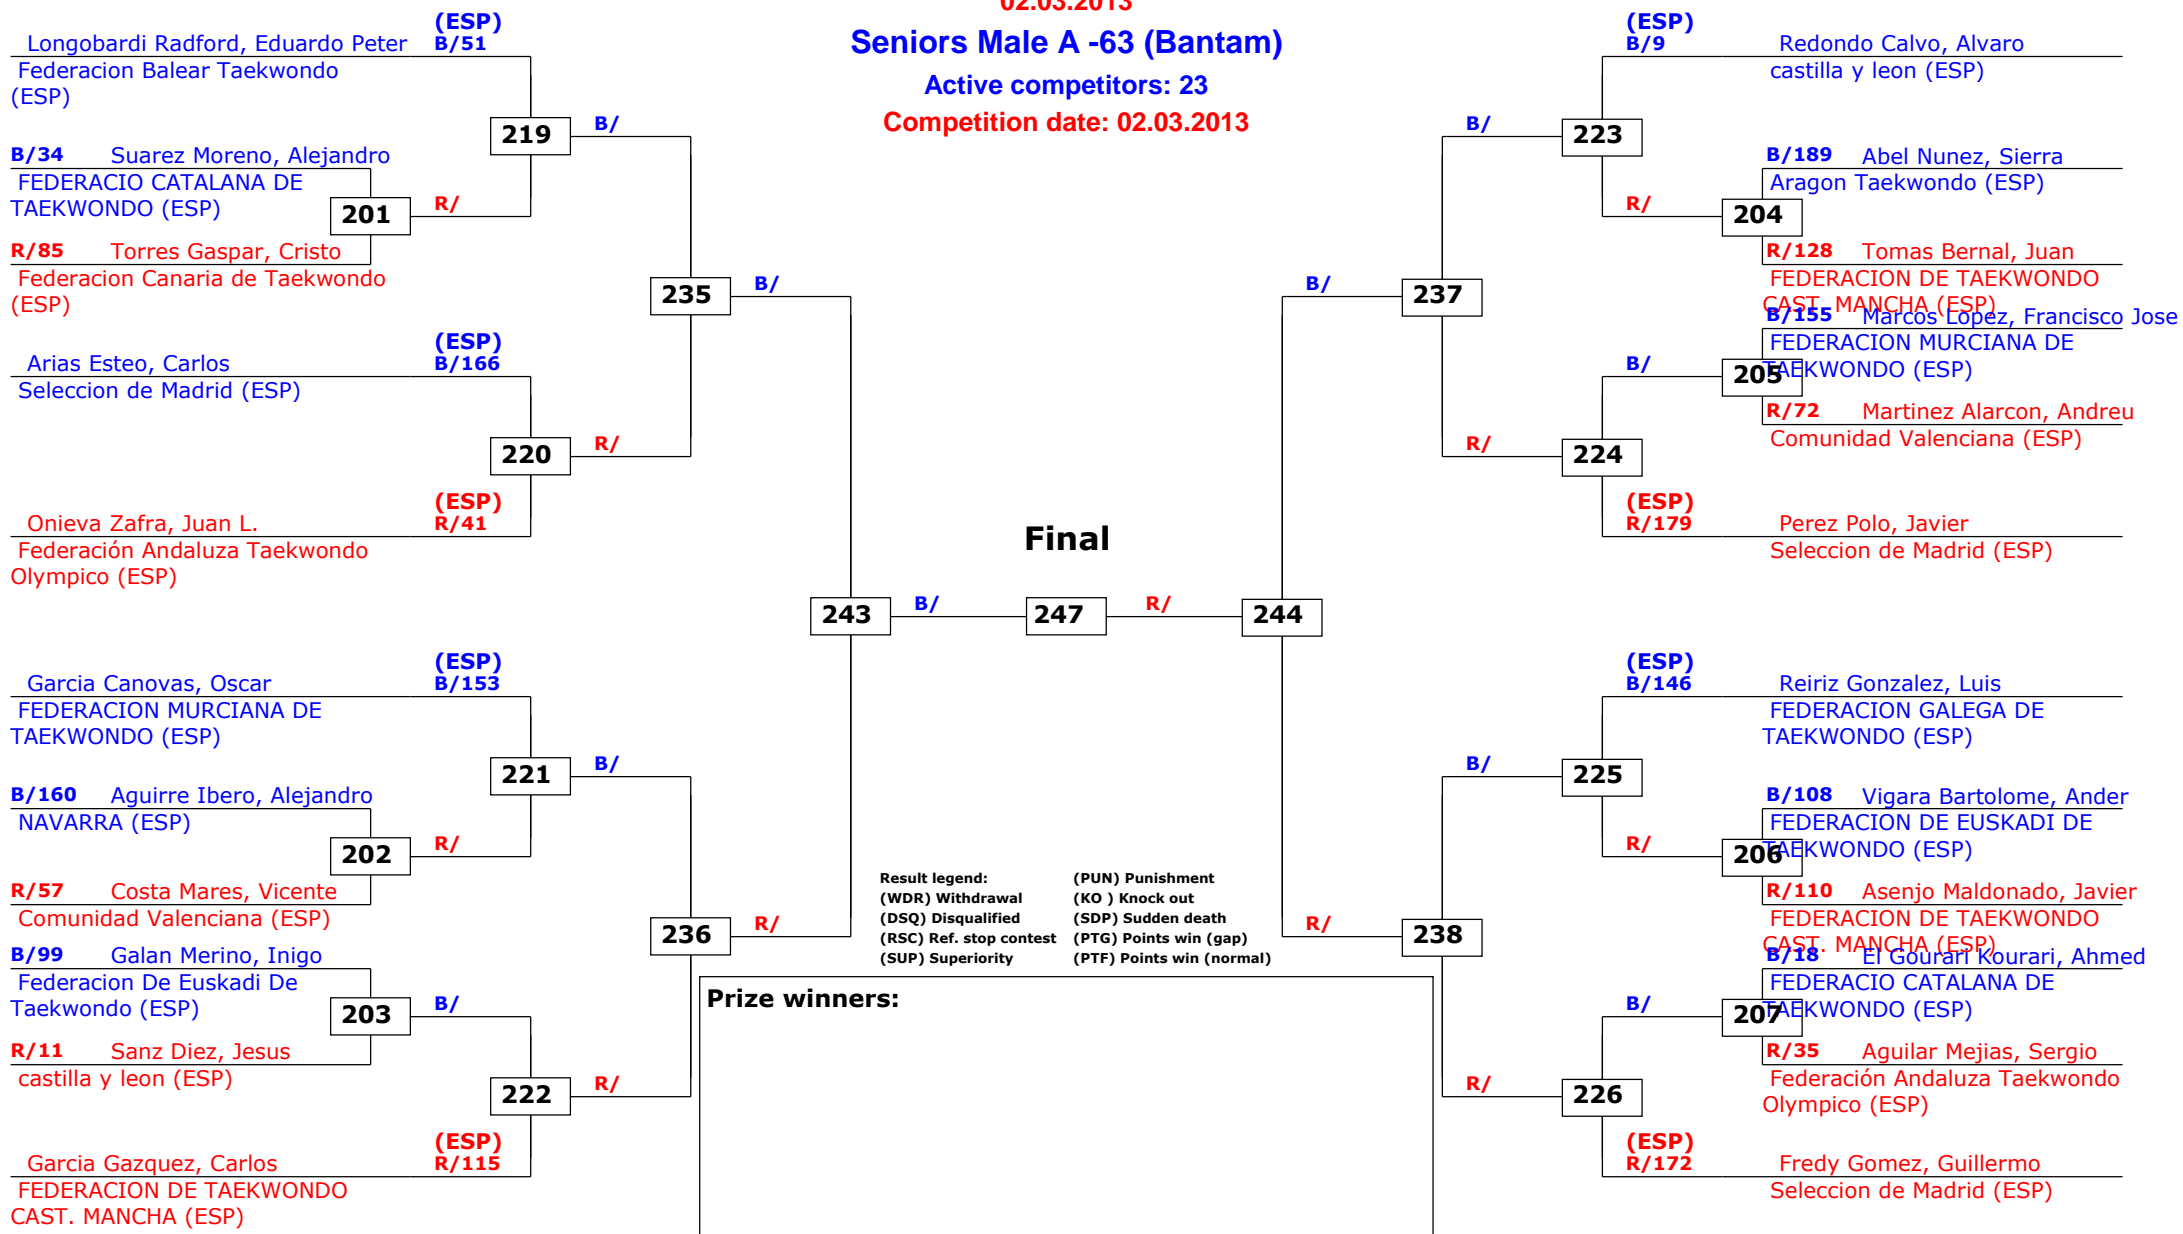 02.03.2013
Seniors Male A -63 (Bantam)
Active competitors: 23
Competition date: 02.03.2013
(ESP)
Longobardi Radford, Eduardo Peter B/51
Federacion Balear Taekwondo
(ESP)
219
B/
B/34 Suarez Moreno, Alejandro
FEDERACIO CATALANA DE
TAEKWONDO (ESP)
201
R/
R/85 Torres Gaspar, Cristo
Federacion Canaria de Taekwondo
(ESP)
235
B/
(ESP)
Arias Esteo, Carlos B/166
Seleccion de Madrid (ESP)
220
R/
(ESP)
Onieva Zafra, Juan L. R/41
Federación Andaluza Taekwondo
Olympico (ESP)
243
B/
(ESP)
Garcia Canovas, Oscar B/153
FEDERACION MURCIANA DE
TAEKWONDO (ESP)
221
B/
B/160 Aguirre Ibero, Alejandro
NAVARRA (ESP)
202
R/
R/57 Costa Mares, Vicente
Comunidad Valenciana (ESP)
236
R/
B/99 Galan Merino, Inigo
Federacion De Euskadi De
Taekwondo (ESP)
203
B/
R/11 Sanz Diez, Jesus
castilla y leon (ESP)
222
R/
(ESP)
Garcia Gazquez, Carlos R/115
FEDERACION DE TAEKWONDO
CAST. MANCHA (ESP)
Final
247
R/
244
(ESP)
B/9 Redondo Calvo, Alvaro
castilla y leon (ESP)
B/
223
B/189 Abel Nunez, Sierra
Aragon Taekwondo (ESP)
R/
204
R/128 Tomas Bernal, Juan
FEDERACION DE TAEKWONDO
CAST. MANCHA (ESP)
B/
237
B/155 Marcos Lopez, Francisco Jose
FEDERACION MURCIANA DE
TAEKWONDO (ESP)
B/
205
R/72 Martinez Alarcon, Andreu
Comunidad Valenciana (ESP)
R/
224
(ESP)
R/179 Perez Polo, Javier
Seleccion de Madrid (ESP)
(ESP)
B/146 Reiriz Gonzalez, Luis
FEDERACION GALEGA DE
TAEKWONDO (ESP)
B/
225
B/108 Vigara Bartolome, Ander
FEDERACION DE EUSKADI DE
TAEKWONDO (ESP)
R/
206
R/110 Asenjo Maldonado, Javier
FEDERACION DE TAEKWONDO
CAST. MANCHA (ESP)
R/
238
B/18 El Gourari Kourari, Ahmed
FEDERACIO CATALANA DE
TAEKWONDO (ESP)
B/
207
R/35 Aguilar Mejias, Sergio
Federación Andaluza Taekwondo
Olympico (ESP)
R/
226
(ESP)
R/172 Fredy Gomez, Guillermo
Seleccion de Madrid (ESP)
Result legend: (PUN) Punishment
(WDR) Withdrawal (KO ) Knock out
(DSQ) Disqualified (SDP) Sudden death
(RSC) Ref. stop contest (PTG) Points win (gap)
(SUP) Superiority (PTF) Points win (normal)
Prize winners: